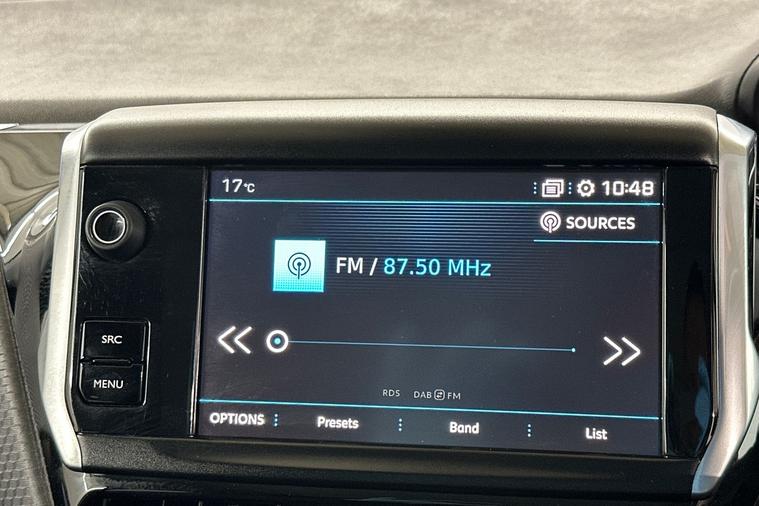 17°C 10:48
SOURCES
FM / 87.50 MHz
SRC
MENU
RDS DAB FM
OPTIONS Presets Band List